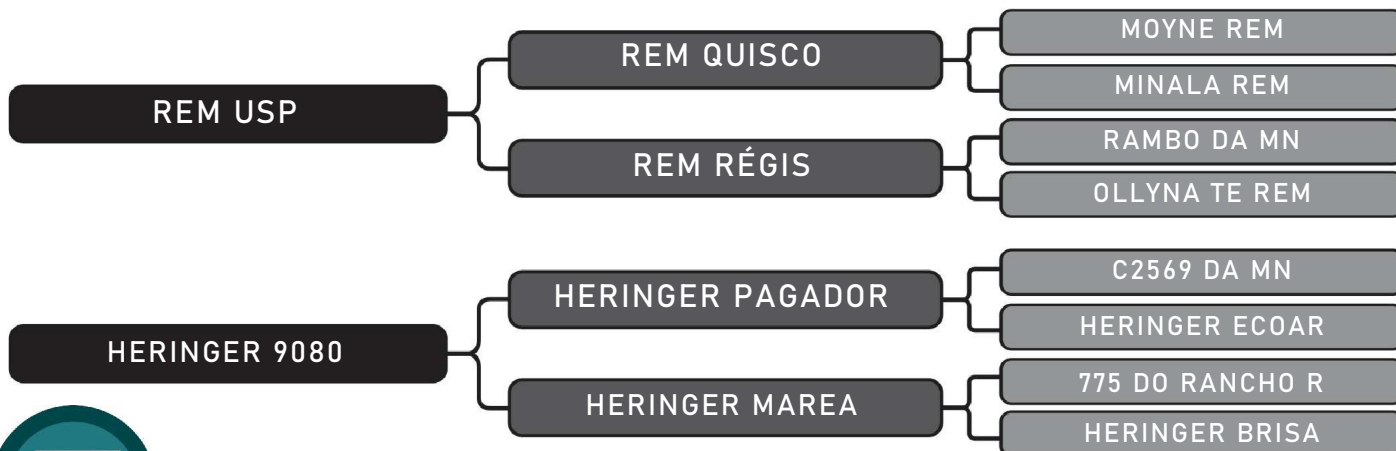 REM USP
REM QUISCO
MOYNE REM
MINALA REM
REM RÉGIS
RAMBO DA MN
OLLYNA TE REM
HERINGER 9080
HERINGER PAGADOR
C2569 DA MN
HERINGER ECOAR
HERINGER MAREA
775 DO RANCHO R
HERINGER BRISA